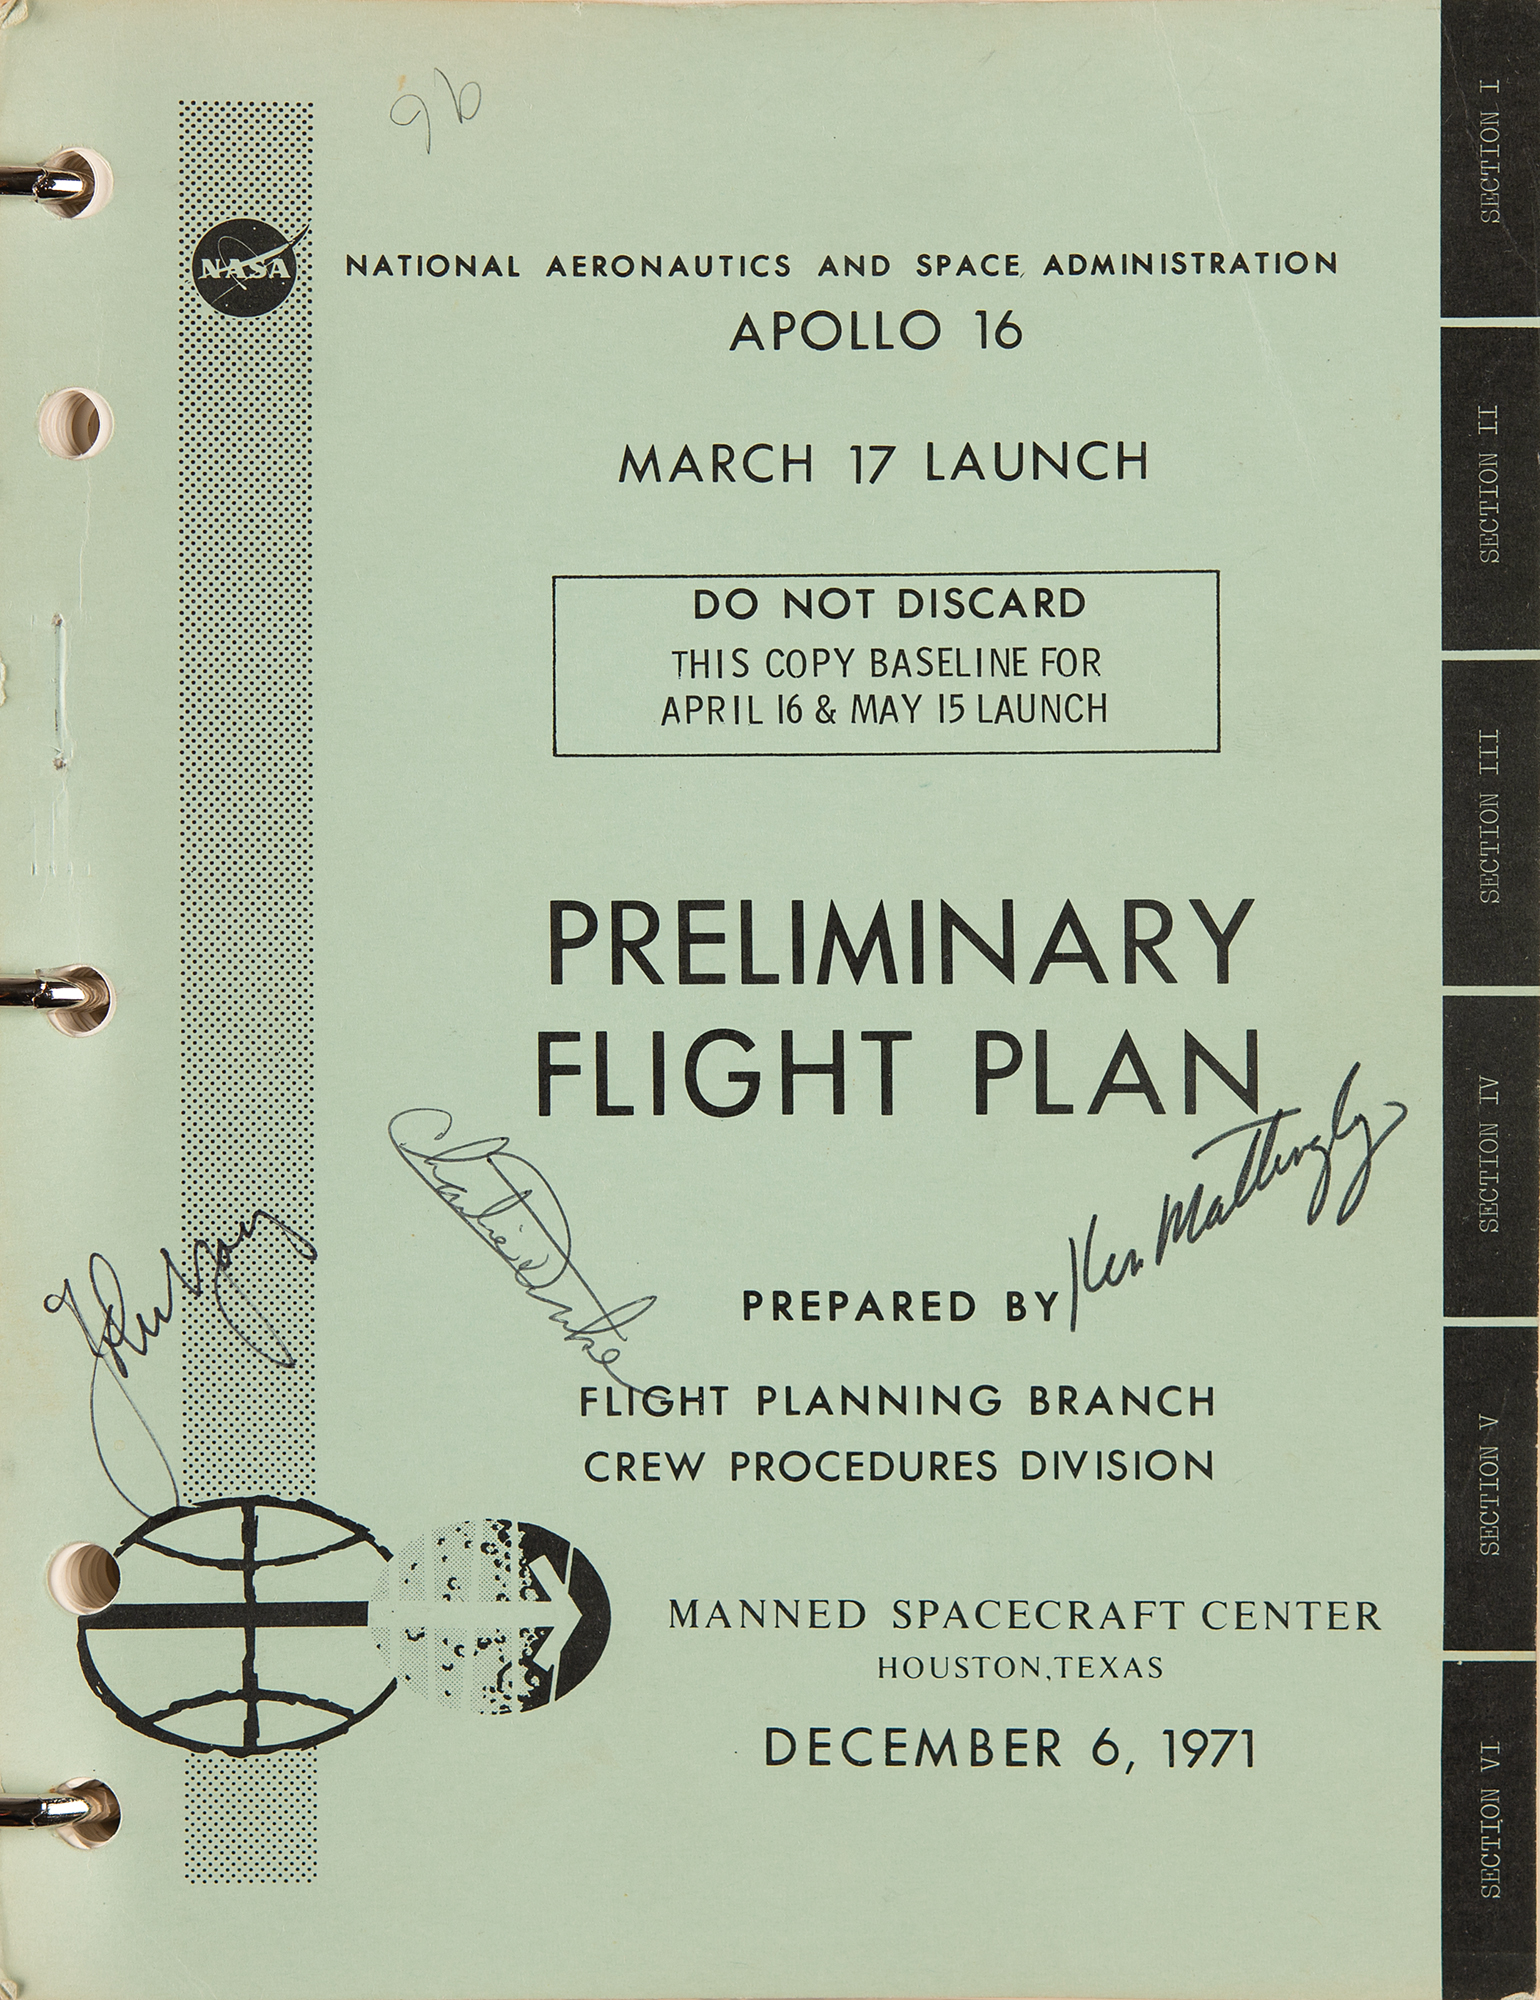 9b
NASA
NATIONAL AERONAUTICS AND SPACE ADMINISTRATION
APOLLO 16
MARCH 17 LAUNCH
DO NOT DISCARD
THIS COPY BASELINE FOR
APRIL 16 & MAY 15 LAUNCH
PRELIMINARY
FLIGHT PLAN
John Young
Charlie Duke
Ken Mattingly
PREPARED BY
FLIGHT PLANNING BRANCH
CREW PROCEDURES DIVISION
MANNED SPACECRAFT CENTER
HOUSTON, TEXAS
DECEMBER 6, 1971
SECTION I
SECTION II
SECTION III
SECTION IV
SECTION V
SECTION VI